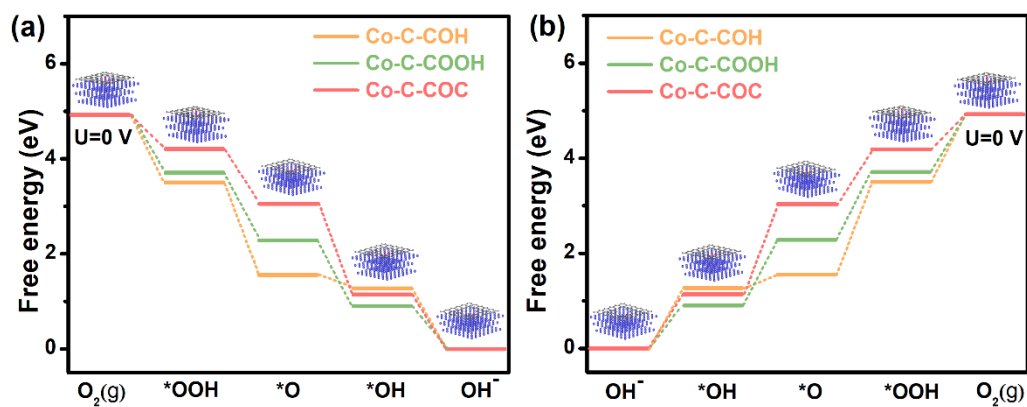 (a)
Co-C-COH
Co-C-COOH
Co-C-COC
U=0 V
Free energy (eV)
6
4
2
0
O₂(g) *OOH *O *OH OH⁻
(b)
Co-C-COH
Co-C-COOH
Co-C-COC
U=0 V
Free energy (eV)
6
4
2
0
OH⁻ *OH *O *OOH O₂(g)